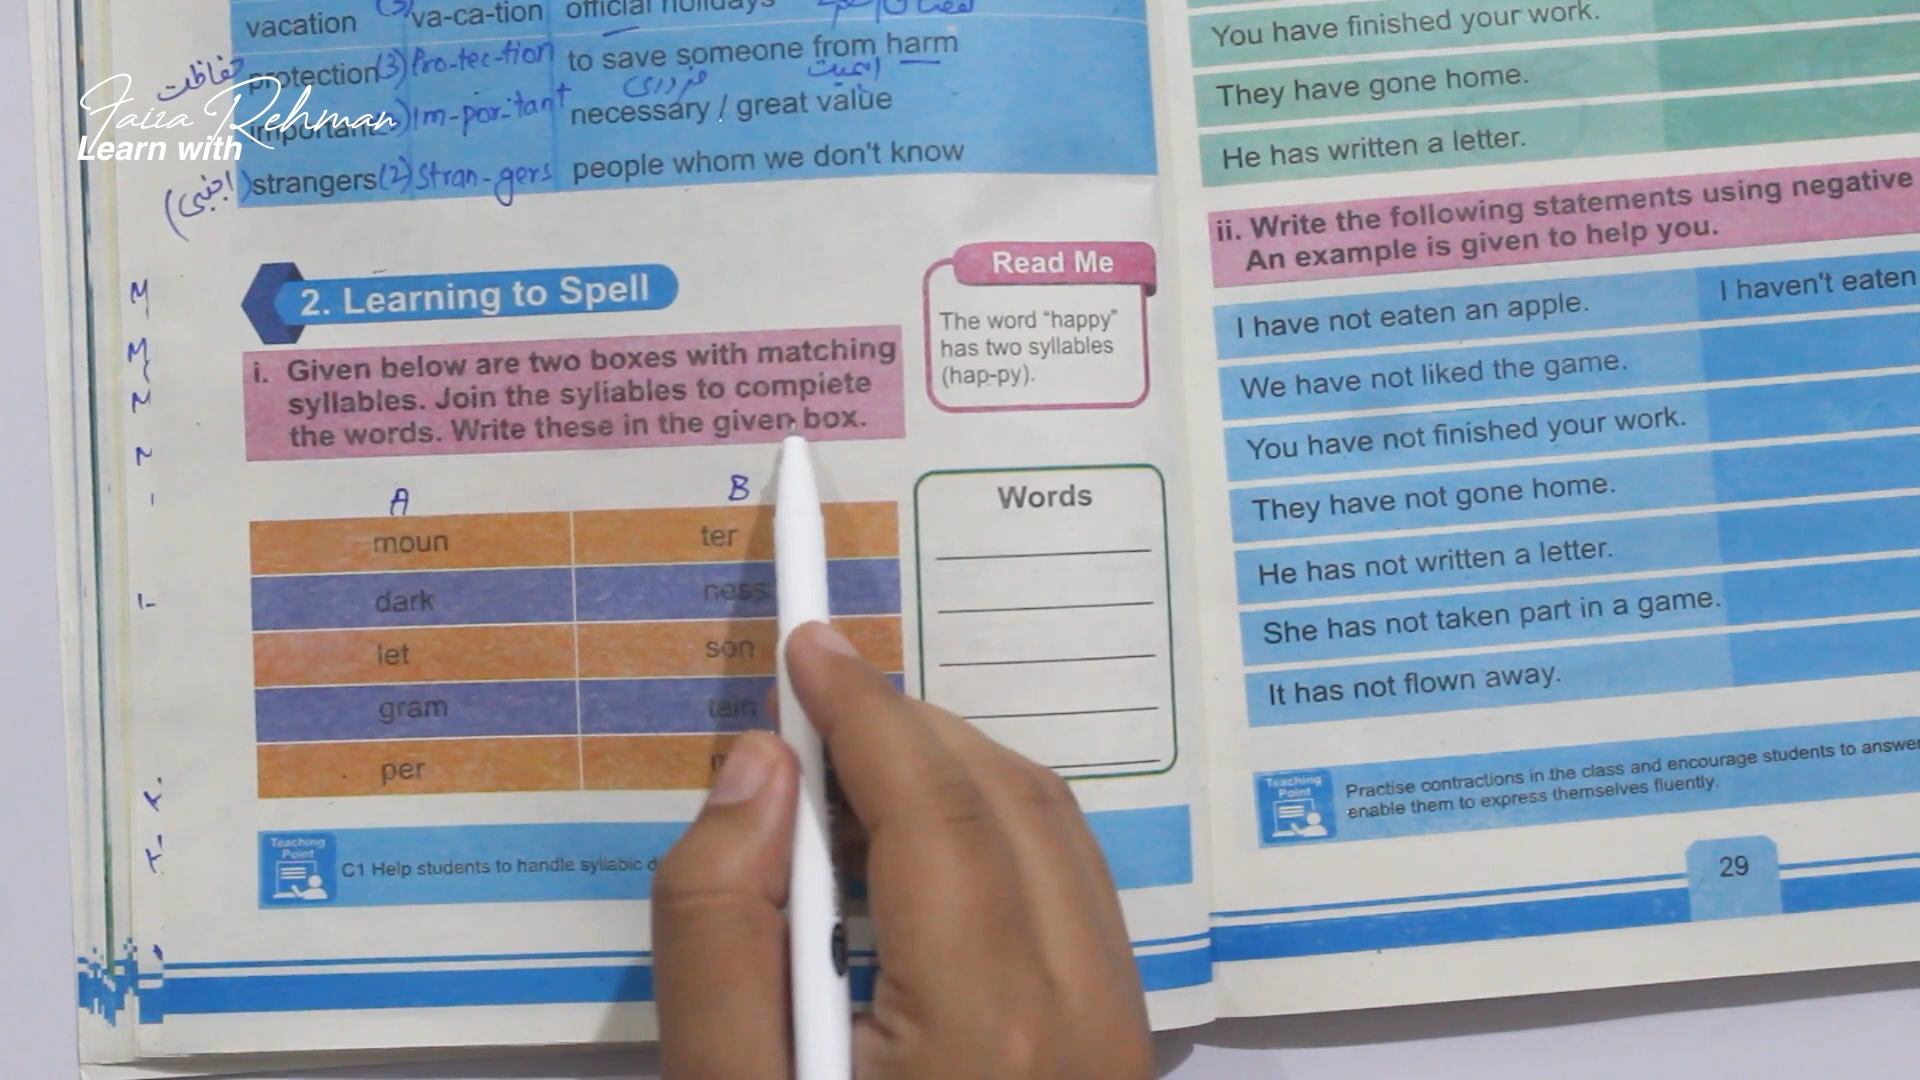 vacation (3) va-ca-tion official holidays
حفاظت protection (3) Pro-tec-tion to save someone from harm
Faiza Rehman
Learn with
important Im-por-tant necessary / great value
(اجنبی) strangers (2) Stran-gers people whom we don't know
2. Learning to Spell
i. Given below are two boxes with matching
syllables. Join the syllables to complete
the words. Write these in the given box.
Read Me
The word "happy"
has two syllables
(hap-py).
A B
moun ter
dark ness
let son
gram tain
per
Words
Teaching
Point
C1 Help students to handle syllabic
You have finished your work.
They have gone home.
He has written a letter.
ii. Write the following statements using negative
An example is given to help you.
I have not eaten an apple. I haven't eaten
We have not liked the game.
You have not finished your work.
They have not gone home.
He has not written a letter.
She has not taken part in a game.
It has not flown away.
Teaching
Point
Practise contractions in the class and encourage students to answer
enable them to express themselves fluently.
29